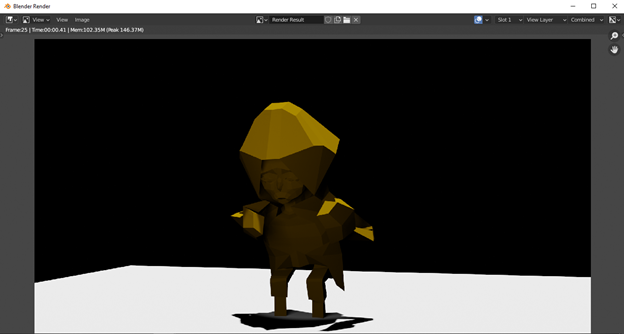 Blender Render
View View Image Render Result Slot 1 View Layer Combined
Frame:25 | Time:00:00.41 | Mem:102.35M (Peak 146.37M)